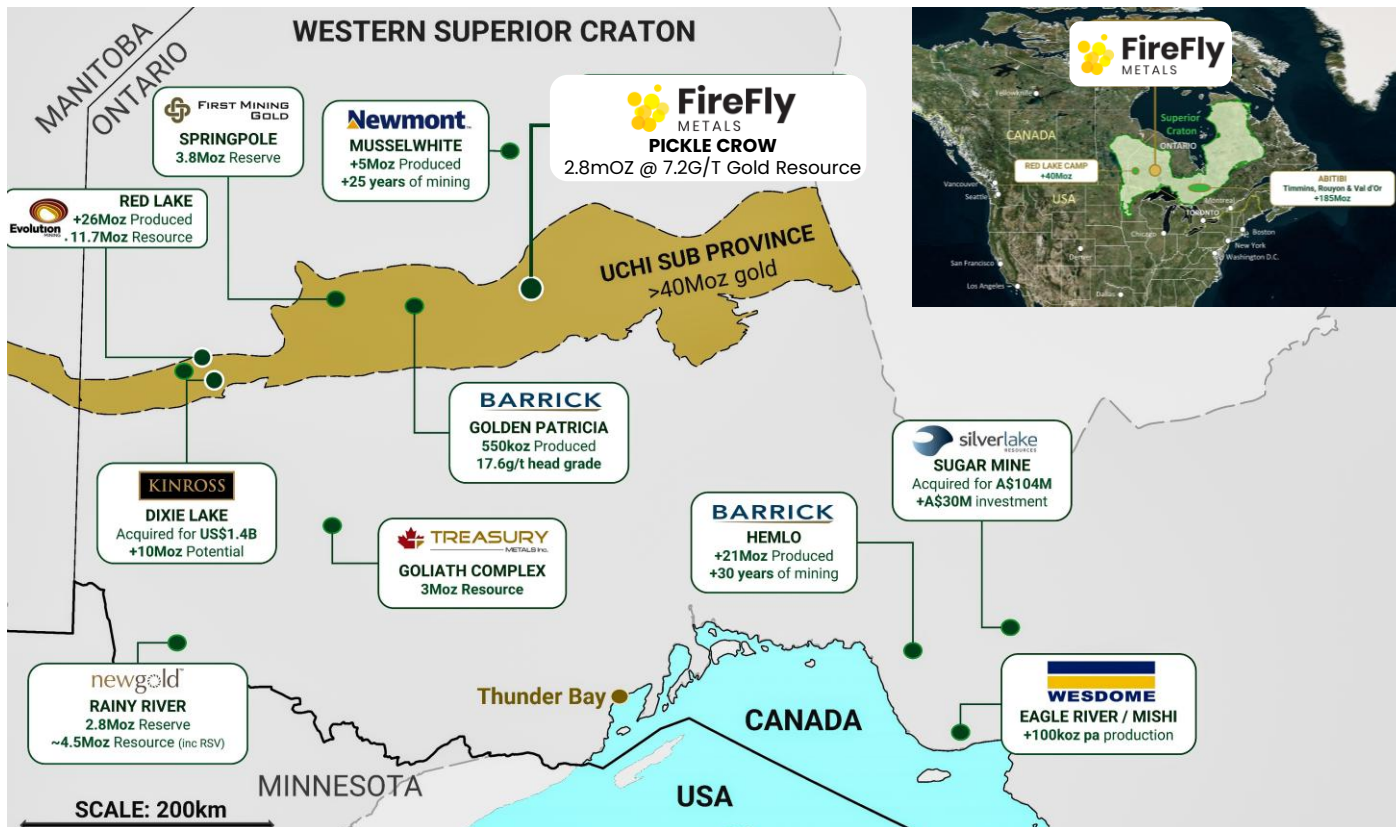 WESTERN SUPERIOR CRATON
MANITOBA
ONTARIO
FIRST MINING
GOLD
SPRINGPOLE
3.8Moz Reserve
Newmont™
MUSSELWHITE
+5Moz Produced
+25 years of mining
FireFly
METALS
PICKLE CROW
2.8mOZ @ 7.2G/T Gold Resource
Evolution
MINING
RED LAKE
+26Moz Produced
11.7Moz Resource
UCHI SUB PROVINCE
>40Moz gold
BARRICK
GOLDEN PATRICIA
550koz Produced
17.6g/t head grade
KINROSS
DIXIE LAKE
Acquired for US$1.4B
+10Moz Potential
TREASURY
METALS Inc.
GOLIATH COMPLEX
3Moz Resource
silverlake
RESOURCES
SUGAR MINE
Acquired for A$104M
+A$30M investment
BARRICK
HEMLO
+21Moz Produced
+30 years of mining
newgold™
RAINY RIVER
2.8Moz Reserve
~4.5Moz Resource (inc RSV)
Thunder Bay
CANADA
USA
WESDOME
EAGLE RIVER / MISHI
+100koz pa production
MINNESOTA
SCALE: 200km
FireFly
METALS
Yellowknife
CANADA
Superior
Craton
ONTARIO
RED LAKE CAMP
+40Moz
ABITIBI
Timmins, Rouyon & Val d'Or
+185Moz
Vancouver
Seattle
USA
Montreal
TORONTO
Chicago
Boston
New York
Washington D.C.
San Francisco
Denver
Los Angeles
Dallas